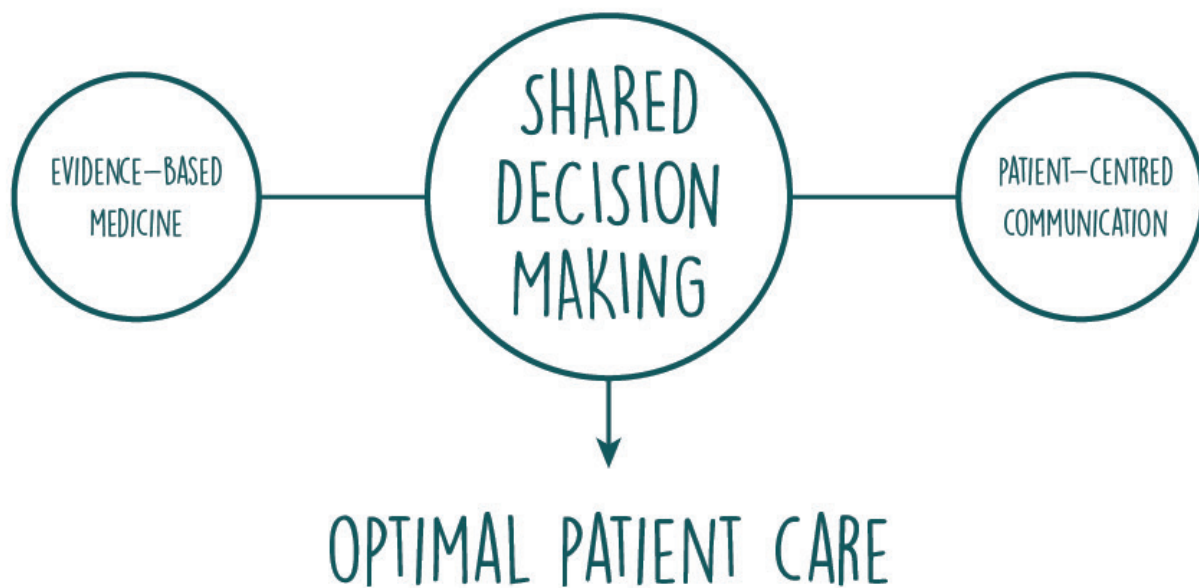 EVIDENCE–BASED
MEDICINE
SHARED
DECISION
MAKING
PATIENT–CENTRED
COMMUNICATION
OPTIMAL PATIENT CARE